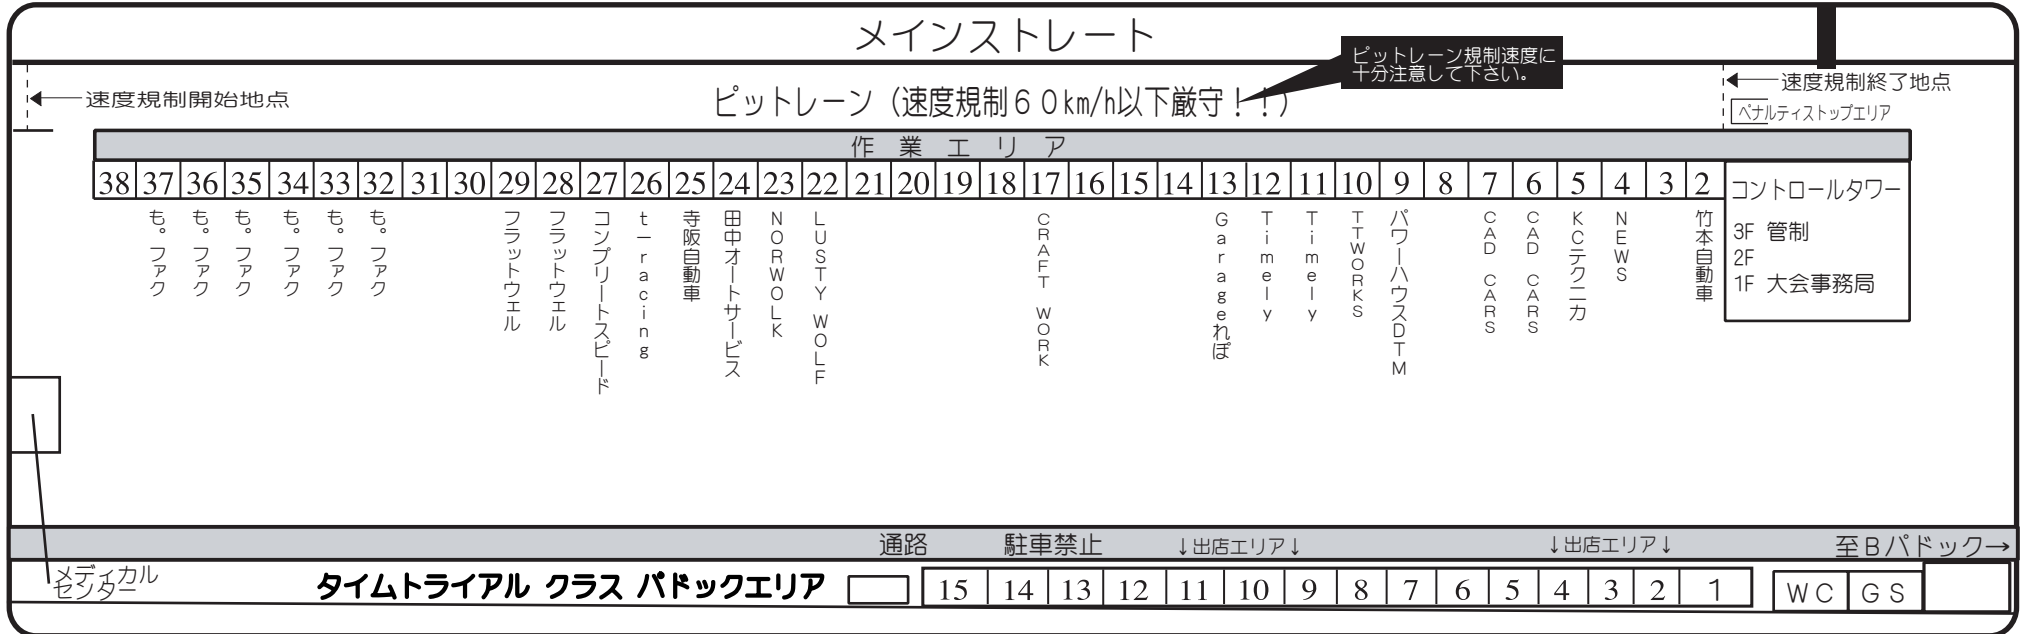 メインストレート
ピットレーン規制速度に
十分注意して下さい。
←速度規制開始地点
ピットレーン（速度規制６０km/h以下厳守！！）
←速度規制終了地点
ペナルティストップエリア
作業エリア
38 37 36 35 34 33 32 31 30 29 28 27 26 25 24 23 22 21 20 19 18 17 16 15 14 13 12 11 10 9 8 7 6 5 4 3 2
も。ファク
も。ファク
も。ファク
も。ファク
も。ファク
も。ファク
フラットウェル
フラットウェル
コンプリートスピード
t－racing
寺阪自動車
田中オートサービス
NORWOLK
LUSTY WOLF
CRAFT WORK
Garageれぽ
Timely
Timely
TTWORKS
パワーハウスDTM
CAD CARS
CAD CARS
KCテクニカ
NEWS
竹本自動車
コントロールタワー
3F 管制
2F
1F 大会事務局
通路 駐車禁止 ↓出店エリア↓ ↓出店エリア↓ 至Bパドック→
メディカル
センター
タイムトライアル クラス パドックエリア
15 14 13 12 11 10 9 8 7 6 5 4 3 2 1
WC GS